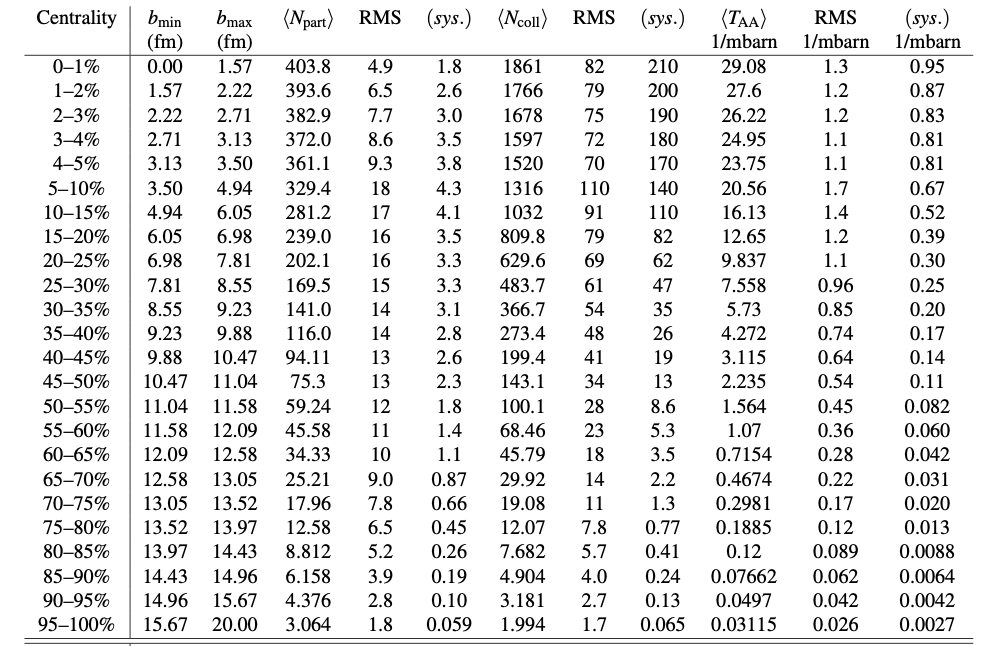 Centrality bmin bmax ⟨Npart⟩ RMS (sys.) ⟨Ncoll⟩ RMS (sys.) ⟨TAA⟩ RMS (sys.)
(fm) (fm) 1/mbarn 1/mbarn 1/mbarn
0–1% 0.00 1.57 403.8 4.9 1.8 1861 82 210 29.08 1.3 0.95
1–2% 1.57 2.22 393.6 6.5 2.6 1766 79 200 27.6 1.2 0.87
2–3% 2.22 2.71 382.9 7.7 3.0 1678 75 190 26.22 1.2 0.83
3–4% 2.71 3.13 372.0 8.6 3.5 1597 72 180 24.95 1.1 0.81
4–5% 3.13 3.50 361.1 9.3 3.8 1520 70 170 23.75 1.1 0.81
5–10% 3.50 4.94 329.4 18 4.3 1316 110 140 20.56 1.7 0.67
10–15% 4.94 6.05 281.2 17 4.1 1032 91 110 16.13 1.4 0.52
15–20% 6.05 6.98 239.0 16 3.5 809.8 79 82 12.65 1.2 0.39
20–25% 6.98 7.81 202.1 16 3.3 629.6 69 62 9.837 1.1 0.30
25–30% 7.81 8.55 169.5 15 3.3 483.7 61 47 7.558 0.96 0.25
30–35% 8.55 9.23 141.0 14 3.1 366.7 54 35 5.73 0.85 0.20
35–40% 9.23 9.88 116.0 14 2.8 273.4 48 26 4.272 0.74 0.17
40–45% 9.88 10.47 94.11 13 2.6 199.4 41 19 3.115 0.64 0.14
45–50% 10.47 11.04 75.3 13 2.3 143.1 34 13 2.235 0.54 0.11
50–55% 11.04 11.58 59.24 12 1.8 100.1 28 8.6 1.564 0.45 0.082
55–60% 11.58 12.09 45.58 11 1.4 68.46 23 5.3 1.07 0.36 0.060
60–65% 12.09 12.58 34.33 10 1.1 45.79 18 3.5 0.7154 0.28 0.042
65–70% 12.58 13.05 25.21 9.0 0.87 29.92 14 2.2 0.4674 0.22 0.031
70–75% 13.05 13.52 17.96 7.8 0.66 19.08 11 1.3 0.2981 0.17 0.020
75–80% 13.52 13.97 12.58 6.5 0.45 12.07 7.8 0.77 0.1885 0.12 0.013
80–85% 13.97 14.43 8.812 5.2 0.26 7.682 5.7 0.41 0.12 0.089 0.0088
85–90% 14.43 14.96 6.158 3.9 0.19 4.904 4.0 0.24 0.07662 0.062 0.0064
90–95% 14.96 15.67 4.376 2.8 0.10 3.181 2.7 0.13 0.0497 0.042 0.0042
95–100% 15.67 20.00 3.064 1.8 0.059 1.994 1.7 0.065 0.03115 0.026 0.0027